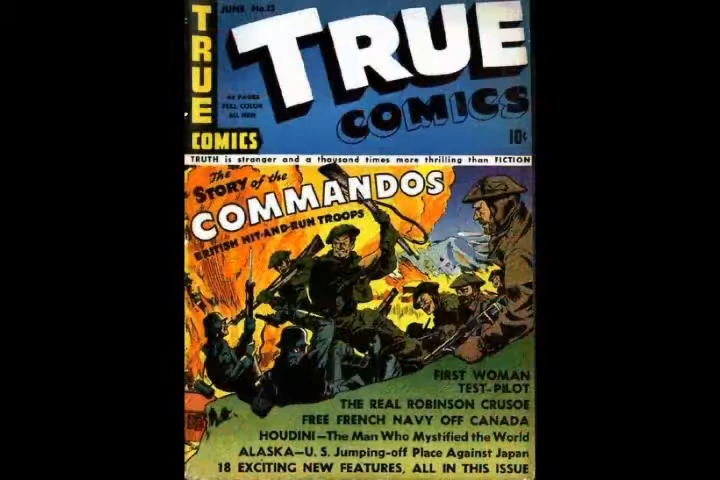 TRUE
COMICS
JUNE No.13
TRUE
COMICS
64 PAGES
FULL COLOR
ALL NEW
10¢
TRUTH is stranger and a thousand times more thrilling than FICTION
The
STORY of the
COMMANDOS
BRITISH HIT-AND-RUN TROOPS
FIRST WOMAN
TEST-PILOT
THE REAL ROBINSON CRUSOE
FREE FRENCH NAVY OFF CANADA
HOUDINI—The Man Who Mystified the World
ALASKA—U. S. Jumping-off Place Against Japan
18 EXCITING NEW FEATURES, ALL IN THIS ISSUE